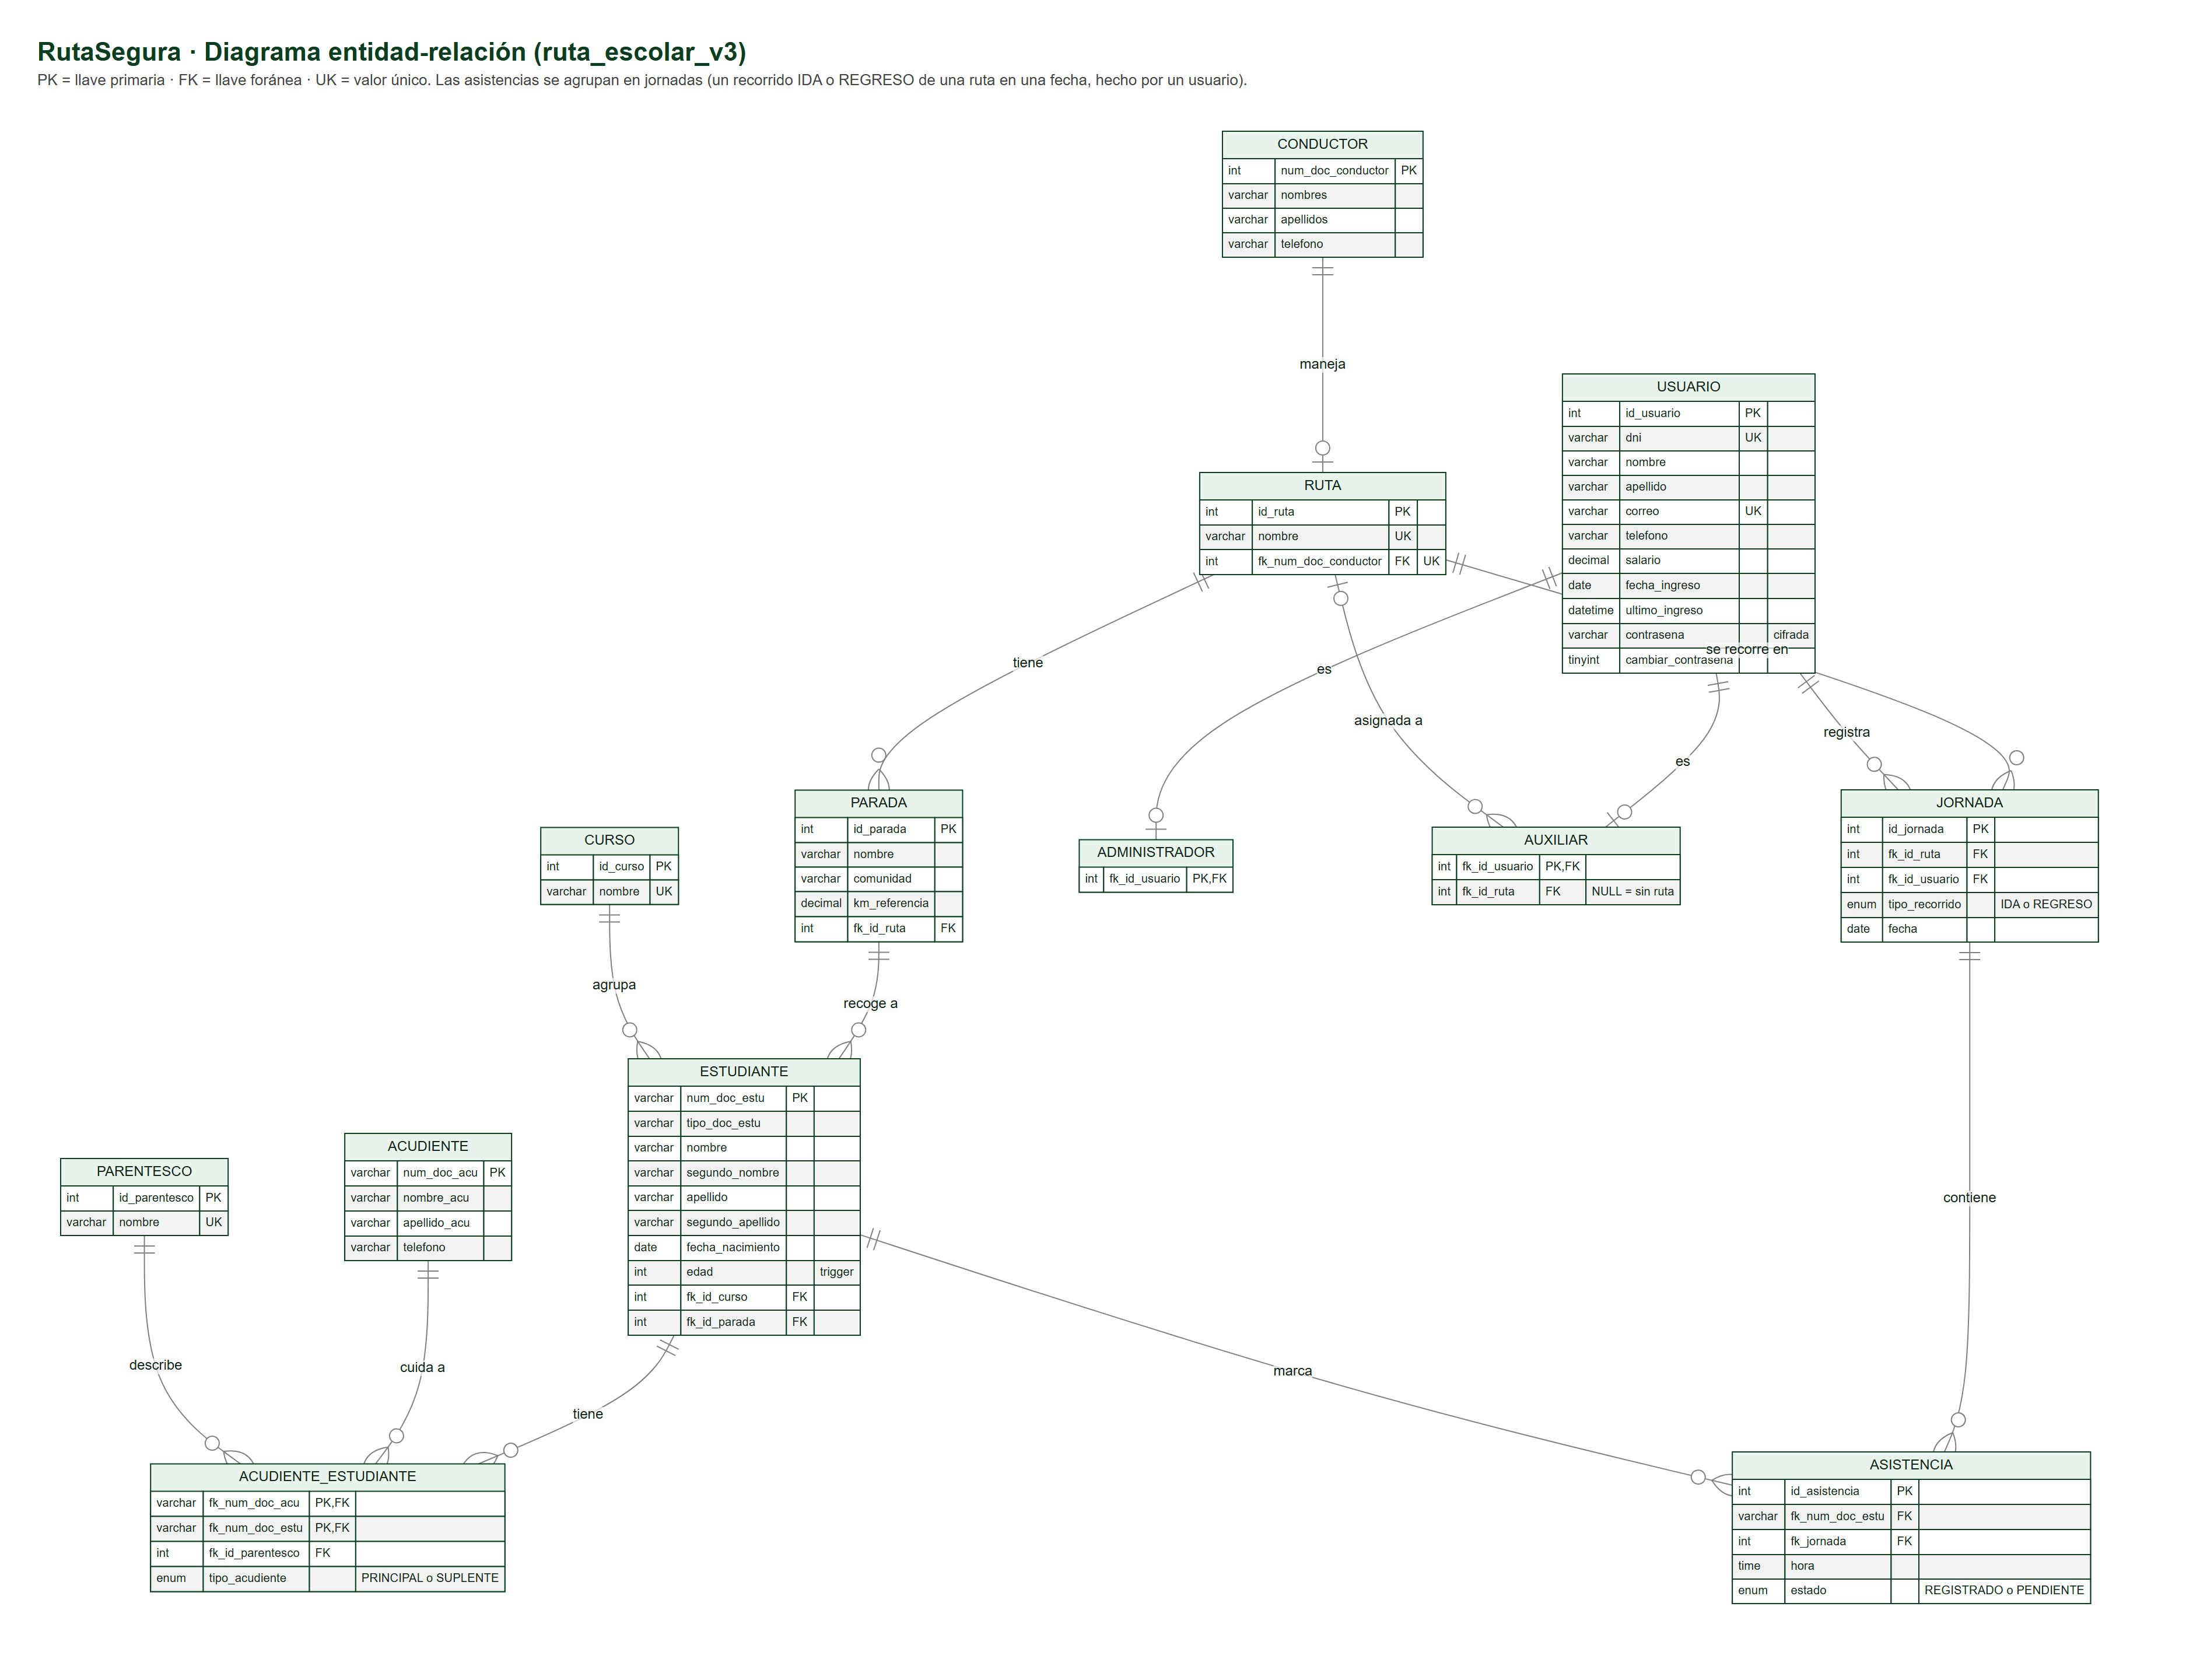 RutaSegura · Diagrama entidad-relación (ruta_escolar_v3)
PK = llave primaria · FK = llave foránea · UK = valor único. Las asistencias se agrupan en jornadas (un recorrido IDA o REGRESO de una ruta en una fecha, hecho por un usuario).
CONDUCTOR
int num_doc_conductor PK
varchar nombres
varchar apellidos
varchar telefono
maneja
USUARIO
int id_usuario PK
varchar dni UK
varchar nombre
varchar apellido
varchar correo UK
varchar telefono
decimal salario
date fecha_ingreso
datetime ultimo_ingreso
varchar contrasena cifrada
tinyint cambiar_contrasena
se recorre en
RUTA
int id_ruta PK
varchar nombre UK
int fk_num_doc_conductor FK UK
tiene
es
asignada a
es
registra
PARADA
int id_parada PK
varchar nombre
varchar comunidad
decimal km_referencia
int fk_id_ruta FK
CURSO
int id_curso PK
varchar nombre UK
ADMINISTRADOR
int fk_id_usuario PK,FK
AUXILIAR
int fk_id_usuario PK,FK
int fk_id_ruta FK NULL = sin ruta
JORNADA
int id_jornada PK
int fk_id_ruta FK
int fk_id_usuario FK
enum tipo_recorrido IDA o REGRESO
date fecha
agrupa
recoge a
ESTUDIANTE
varchar num_doc_estu PK
varchar tipo_doc_estu
varchar nombre
varchar segundo_nombre
varchar apellido
varchar segundo_apellido
date fecha_nacimiento
int edad trigger
int fk_id_curso FK
int fk_id_parada FK
PARENTESCO
int id_parentesco PK
varchar nombre UK
ACUDIENTE
varchar num_doc_acu PK
varchar nombre_acu
varchar apellido_acu
varchar telefono
contiene
describe
cuida a
tiene
marca
ACUDIENTE_ESTUDIANTE
varchar fk_num_doc_acu PK,FK
varchar fk_num_doc_estu PK,FK
int fk_id_parentesco FK
enum tipo_acudiente PRINCIPAL o SUPLENTE
ASISTENCIA
int id_asistencia PK
varchar fk_num_doc_estu FK
int fk_jornada FK
time hora
enum estado REGISTRADO o PENDIENTE